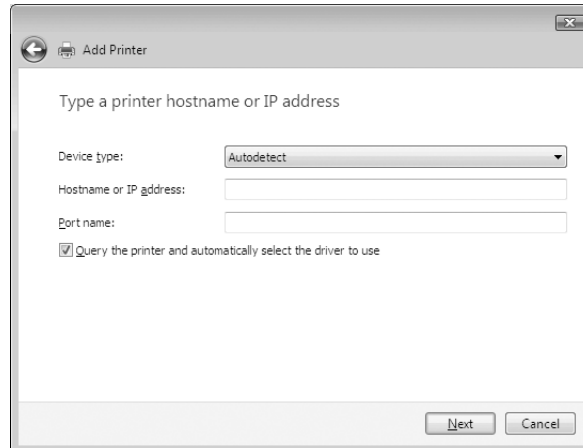 Add Printer
Type a printer hostname or IP address
Device type:
Autodetect
Hostname or IP address:
Port name:
Query the printer and automatically select the driver to use
Next
Cancel